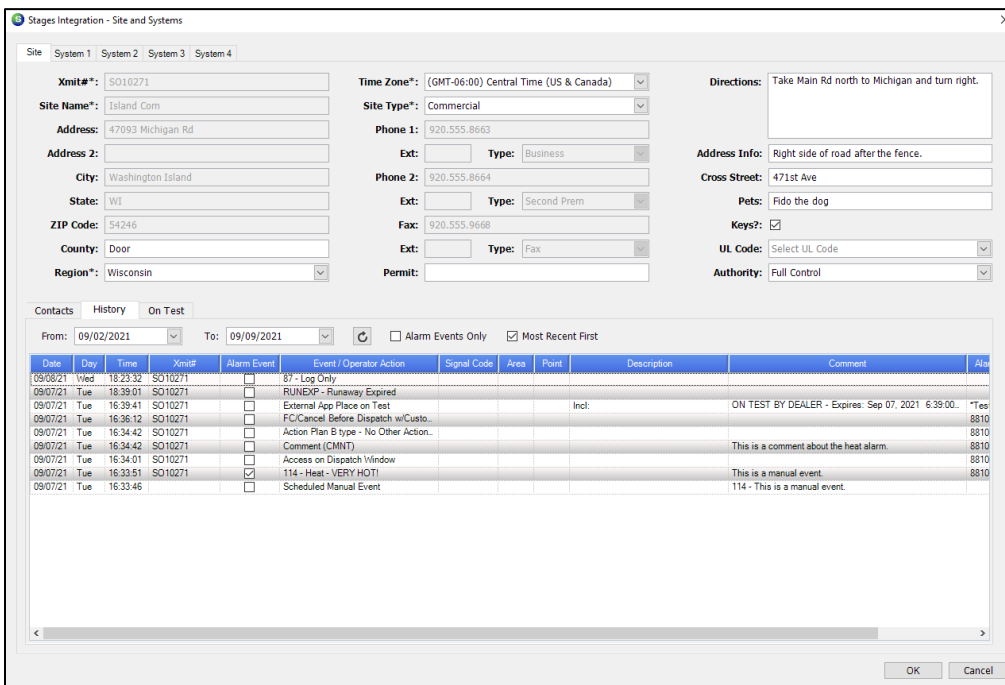 Stages Integration - Site and Systems
Site System 1 System 2 System 3 System 4
Xmit#*: SO10271 Time Zone*: (GMT-06:00) Central Time (US & Canada) Directions: Take Main Rd north to Michigan and turn right.
Site Name*: Island Com Site Type*: Commercial
Address: 47093 Michigan Rd Phone 1: 920.555.8663
Address 2: Ext: Type: Business Address Info: Right side of road after the fence.
City: Washington Island Phone 2: 920.555.8664 Cross Street: 471st Ave
State: WI Ext: Type: Second Prem Pets: Fido the dog
ZIP Code: 54246 Fax: 920.555.9668 Keys?:
County: Door Ext: Type: Fax UL Code: Select UL Code
Region*: Wisconsin Permit: Authority: Full Control
Contacts History On Test
From: 09/02/2021 To: 09/09/2021 Alarm Events Only Most Recent First
Date Day Time Xmit# Alarm Event Event / Operator Action Signal Code Area Point Description Comment Alar
09/08/21 Wed 18:23:32 SO10271 87 - Log Only
09/07/21 Tue 18:39:01 SO10271 RUNEXP - Runaway Expired
09/07/21 Tue 16:39:41 SO10271 External App Place on Test Incl: ON TEST BY DEALER - Expires: Sep 07, 2021 6:39:00.. *Tes
09/07/21 Tue 16:36:12 SO10271 FC/Cancel Before Dispatch w/Custo.. 8810
09/07/21 Tue 16:34:42 SO10271 Action Plan B type - No Other Action.. 8810
09/07/21 Tue 16:34:42 SO10271 Comment (CMNT) This is a comment about the heat alarm. 8810
09/07/21 Tue 16:34:01 SO10271 Access on Dispatch Window 8810
09/07/21 Tue 16:33:51 SO10271 114 - Heat - VERY HOT! This is a manual event. 8810
09/07/21 Tue 16:33:46 Scheduled Manual Event 114 - This is a manual event.
OK Cancel